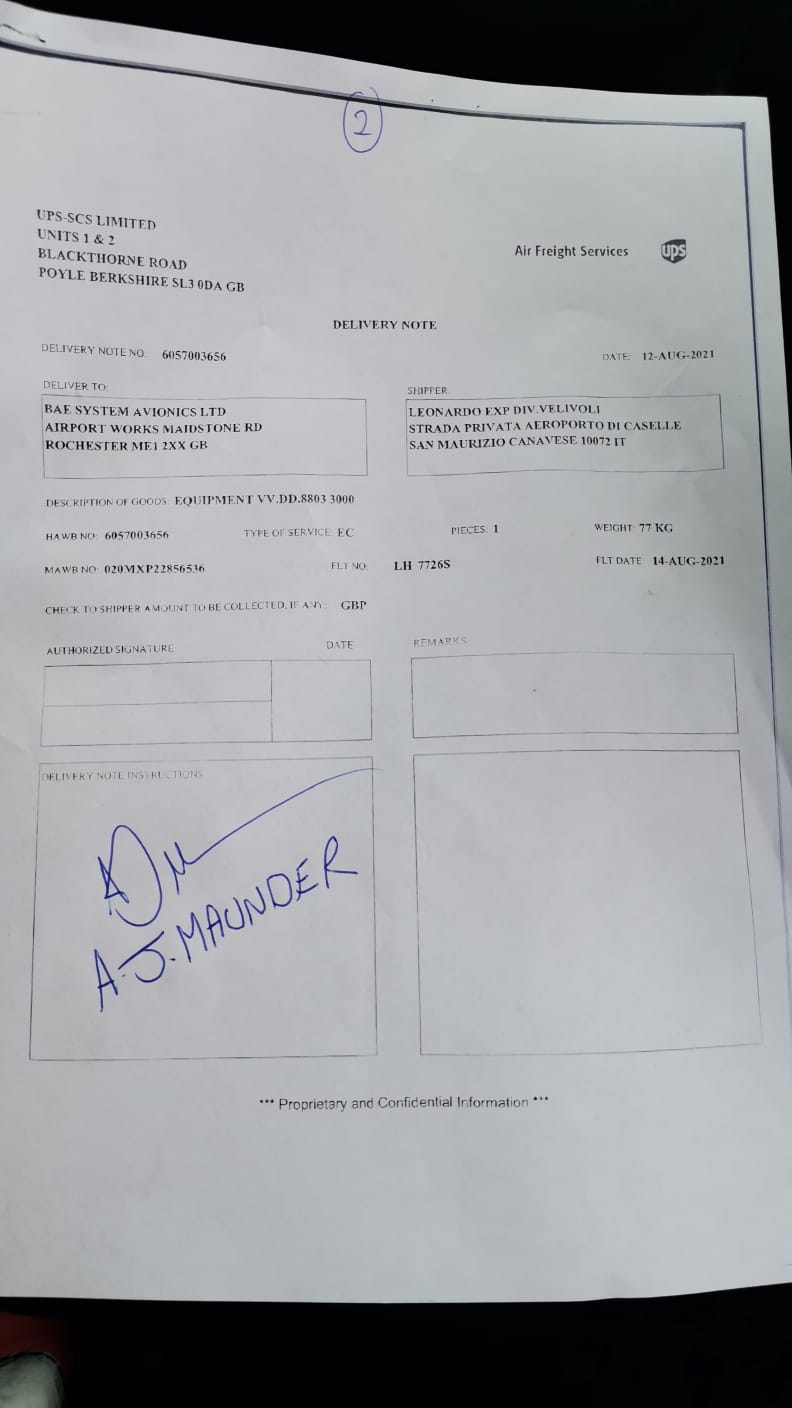 2
UPS-SCS LIMITED
UNITS 1 & 2
BLACKTHORNE ROAD
POYLE BERKSHIRE SL3 0DA GB
Air Freight Services ups
DELIVERY NOTE
DELIVERY NOTE NO: 6057003656
DATE: 12-AUG-2021
DELIVER TO:
BAE SYSTEM AVIONICS LTD
AIRPORT WORKS MAIDSTONE RD
ROCHESTER ME1 2XX GB
SHIPPER
LEONARDO EXP DIV.VELIVOLI
STRADA PRIVATA AEROPORTO DI CASELLE
SAN MAURIZIO CANAVESE 10072 IT
DESCRIPTION OF GOODS: EQUIPMENT VV.DD.8803 3000
HAWB NO: 6057003656 TYPE OF SERVICE: EC PIECES: 1 WEIGHT: 77 KG
MAWB NO: 020MXP22856536 FLT NO: LH 7726S FLT DATE 14-AUG-2021
CHECK TO SHIPPER AMOUNT TO BE COLLECTED, IF ANY: GBP
AUTHORIZED SIGNATURE DATE REMARKS
DELIVERY NOTE INSTRUCTIONS
A.J.MAUNDER
*** Proprietary and Confidential Information ***